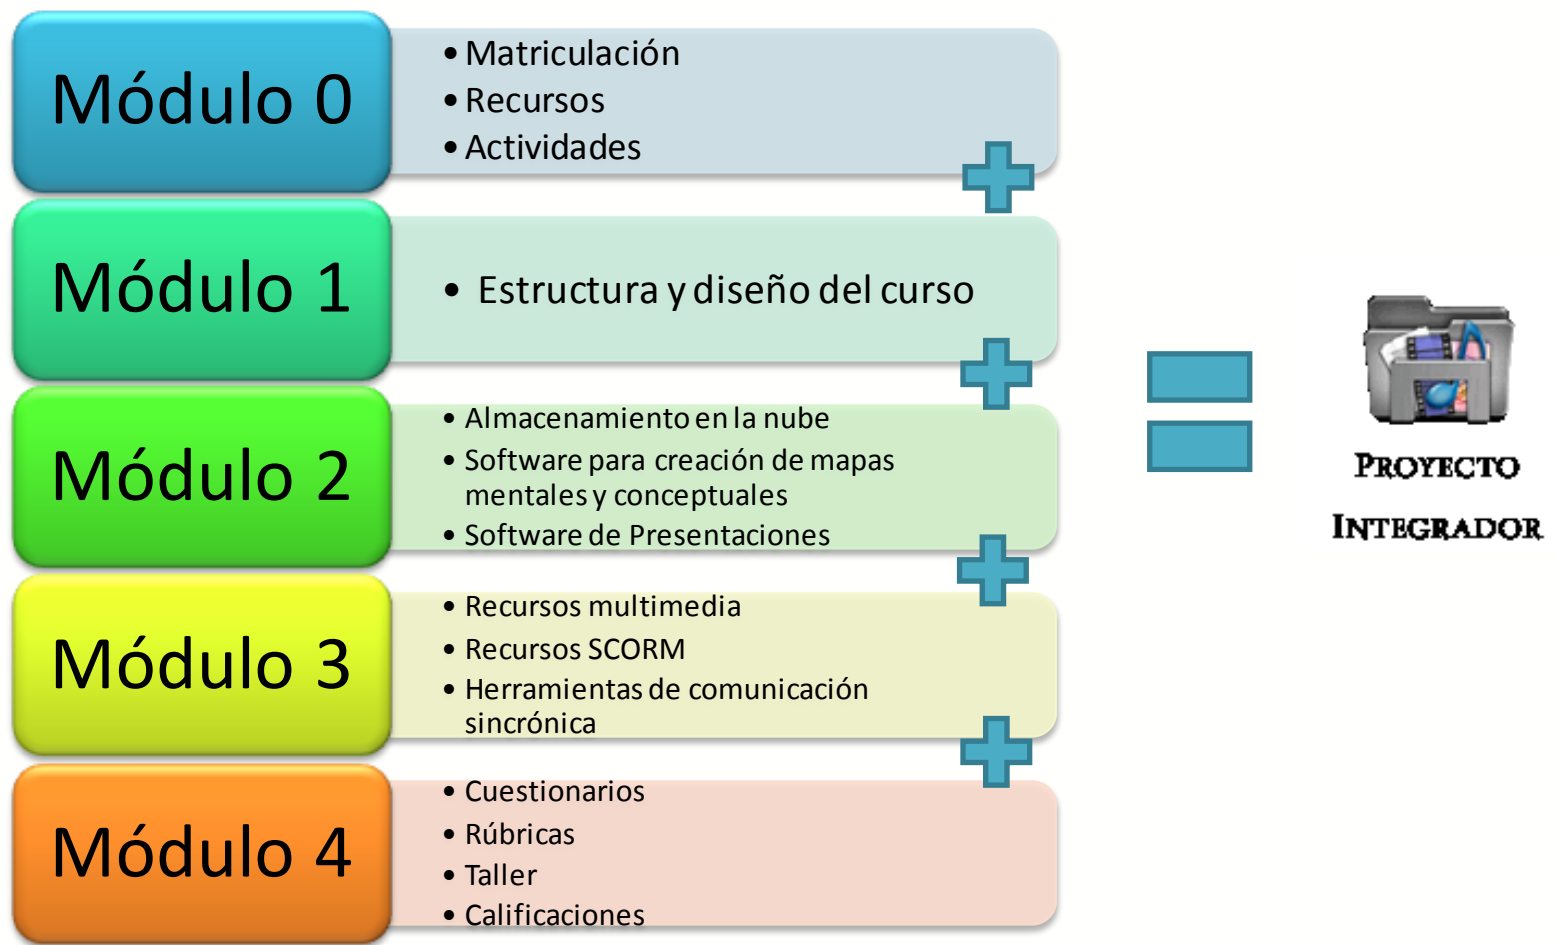 Módulo 0
• Matriculación
• Recursos
• Actividades
Módulo 1
• Estructura y diseño del curso
Módulo 2
• Almacenamiento en la nube
• Software para creación de mapas
mentales y conceptuales
• Software de Presentaciones
Módulo 3
• Recursos multimedia
• Recursos SCORM
• Herramientas de comunicación
sincrónica
Módulo 4
• Cuestionarios
• Rúbricas
• Taller
• Calificaciones
PROYECTO
INTEGRADOR